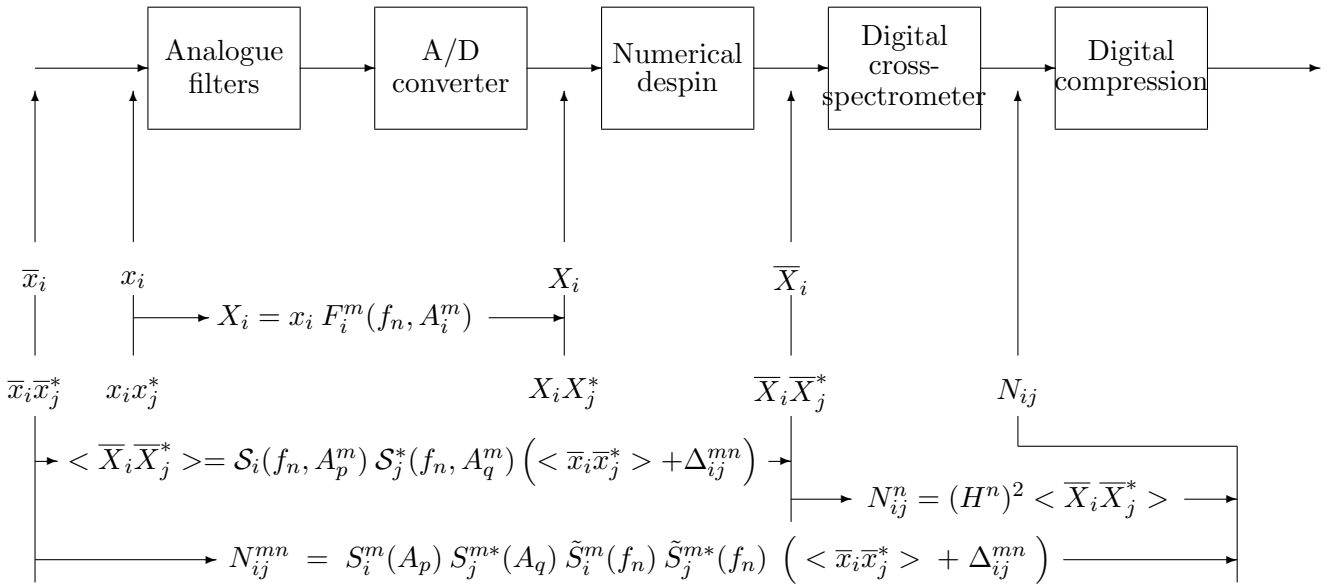 Analogue filters
A/D converter
Numerical despin
Digital cross-spectrometer
Digital compression
x̅ᵢ xᵢ Xᵢ X̅ᵢ
Xᵢ = xᵢ Fᵢᵐ(fₙ, Aᵢᵐ)
x̅ᵢx̅ⱼ* xᵢxⱼ* XᵢXⱼ* X̅ᵢX̅ⱼ* Nᵢⱼ
< X̅ᵢX̅ⱼ* >= 𝒮ᵢ(fₙ, Aₚᵐ) 𝒮ⱼ*(fₙ, A_qᵐ) (< x̅ᵢx̅ⱼ* > +Δᵢⱼᵐⁿ)
Nᵢⱼⁿ = (Hⁿ)² < X̅ᵢX̅ⱼ* >
Nᵢⱼᵐⁿ = Sᵢᵐ(Aₚ) Sⱼᵐ*(A_q) S̃ᵢᵐ(fₙ) S̃ⱼᵐ*(fₙ) ( < x̅ᵢx̅ⱼ* > + Δᵢⱼᵐⁿ )